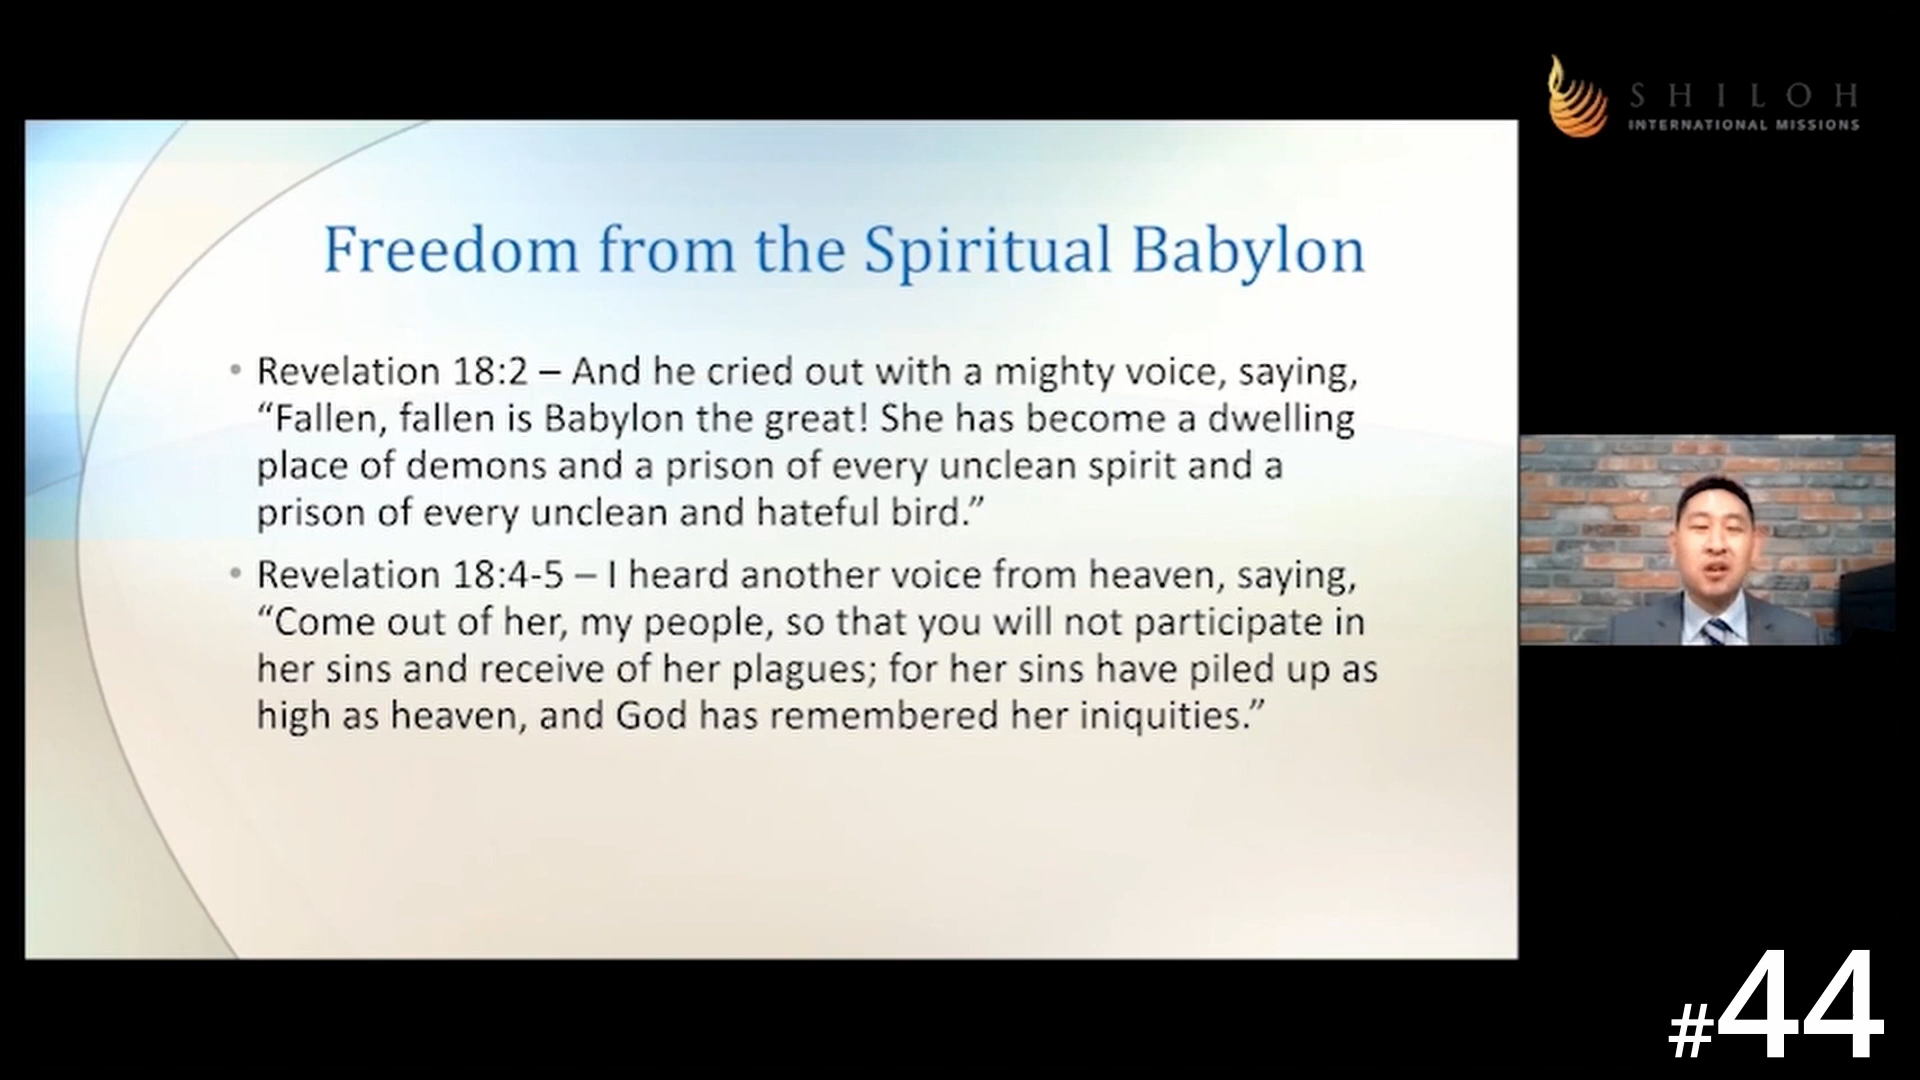 SHILOH
INTERNATIONAL MISSIONS
Freedom from the Spiritual Babylon
• Revelation 18:2 – And he cried out with a mighty voice, saying,
“Fallen, fallen is Babylon the great! She has become a dwelling
place of demons and a prison of every unclean spirit and a
prison of every unclean and hateful bird.”
• Revelation 18:4-5 – I heard another voice from heaven, saying,
“Come out of her, my people, so that you will not participate in
her sins and receive of her plagues; for her sins have piled up as
high as heaven, and God has remembered her iniquities.”
#44